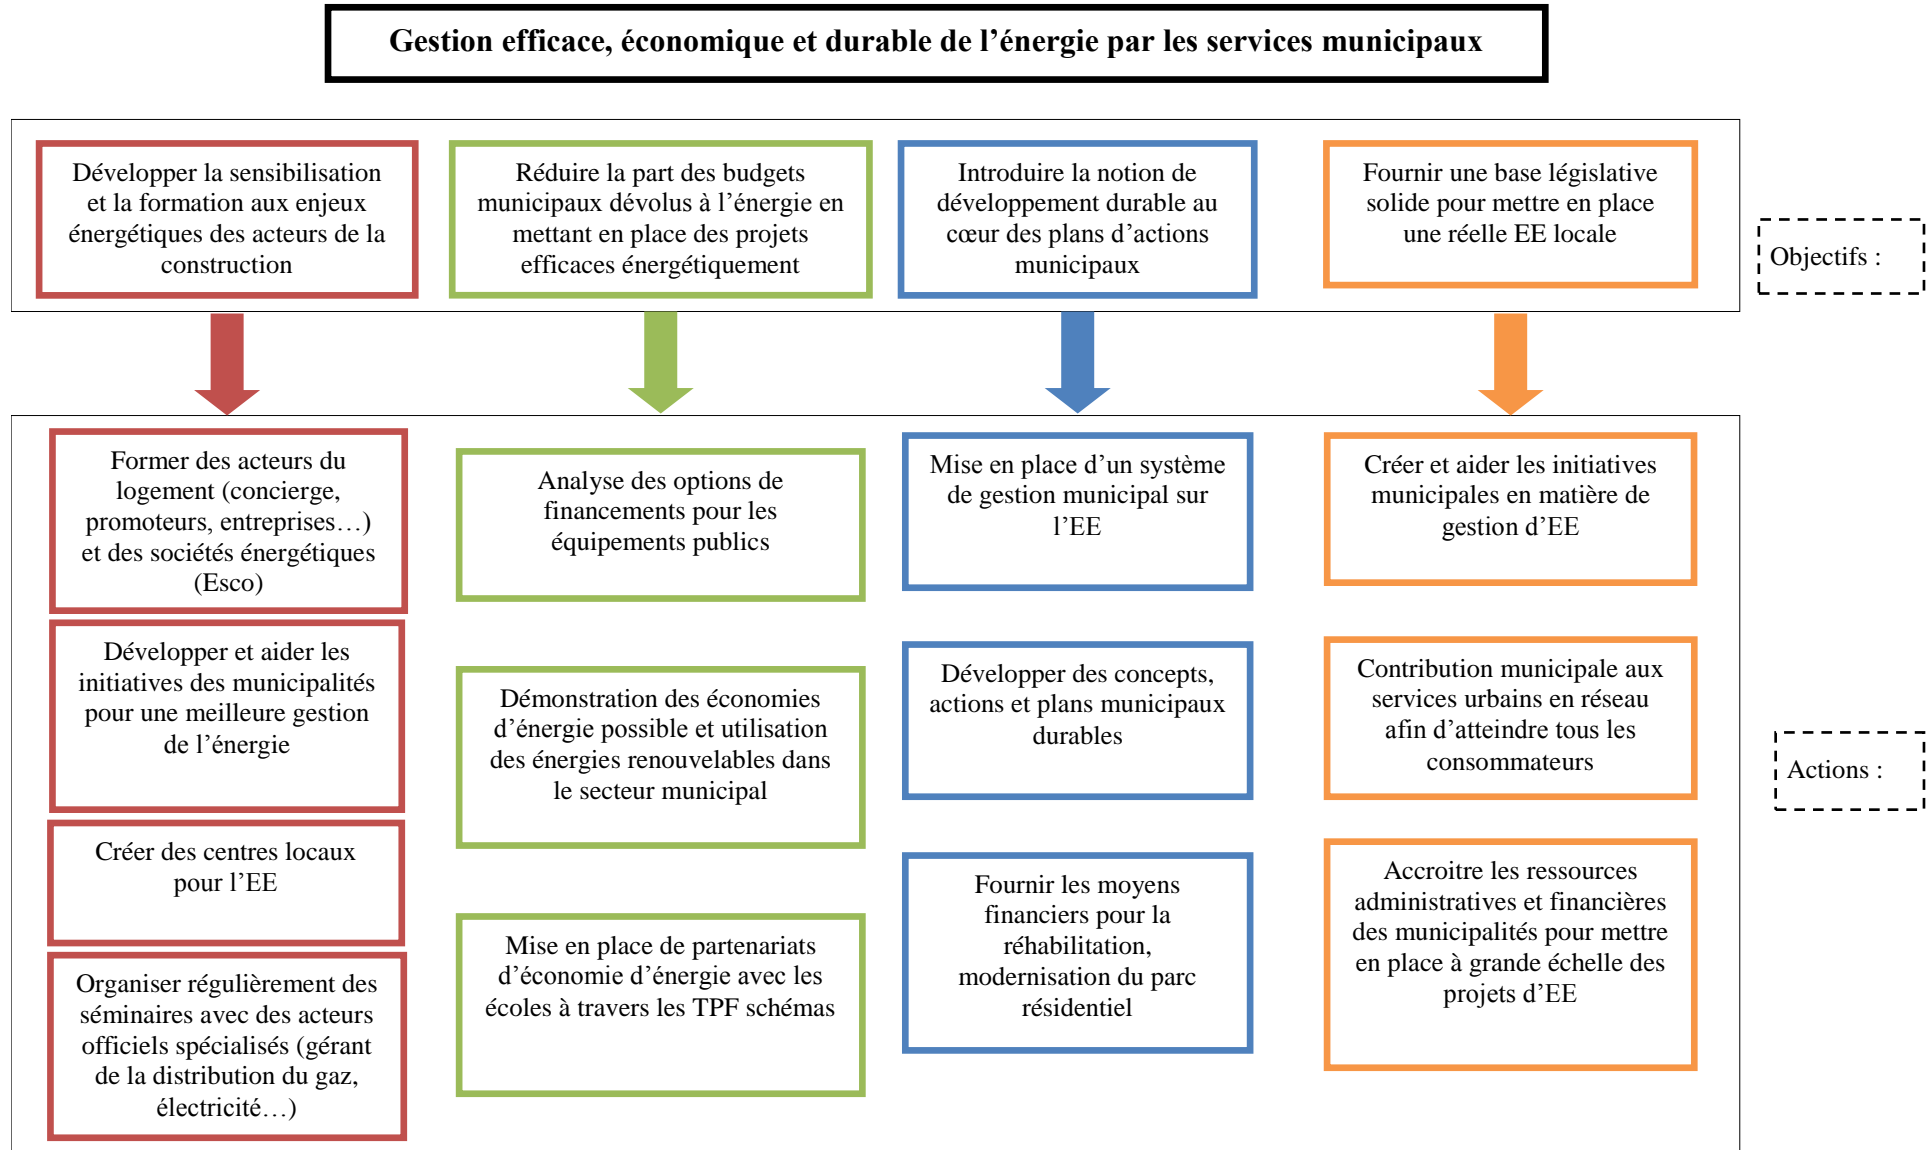 Gestion efficace, économique et durable de l’énergie par les services municipaux
Développer la sensibilisation
et la formation aux enjeux
énergétiques des acteurs de la
construction
Réduire la part des budgets
municipaux dévolus à l’énergie en
mettant en place des projets
efficaces énergétiquement
Introduire la notion de
développement durable au
cœur des plans d’actions
municipaux
Fournir une base législative
solide pour mettre en place
une réelle EE locale
Objectifs :
Former des acteurs du
logement (concierge,
promoteurs, entreprises…)
et des sociétés énergétiques
(Esco)
Développer et aider les
initiatives des municipalités
pour une meilleure gestion
de l’énergie
Créer des centres locaux
pour l’EE
Organiser régulièrement des
séminaires avec des acteurs
officiels spécialisés (gérant
de la distribution du gaz,
électricité…)
Analyse des options de
financements pour les
équipements publics
Démonstration des économies
d’énergie possible et utilisation
des énergies renouvelables dans
le secteur municipal
Mise en place de partenariats
d’économie d’énergie avec les
écoles à travers les TPF schémas
Mise en place d’un système
de gestion municipal sur
l’EE
Développer des concepts,
actions et plans municipaux
durables
Fournir les moyens
financiers pour la
réhabilitation,
modernisation du parc
résidentiel
Créer et aider les initiatives
municipales en matière de
gestion d’EE
Contribution municipale aux
services urbains en réseau
afin d’atteindre tous les
consommateurs
Accroitre les ressources
administratives et financières
des municipalités pour mettre
en place à grande échelle des
projets d’EE
Actions :